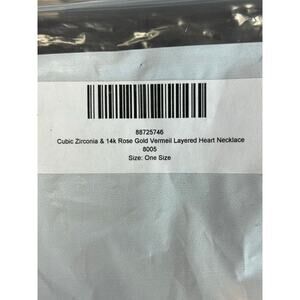 88725746
Cubic Zirconia & 14k Rose Gold Vermeil Layered Heart Necklace
8005
Size: One Size